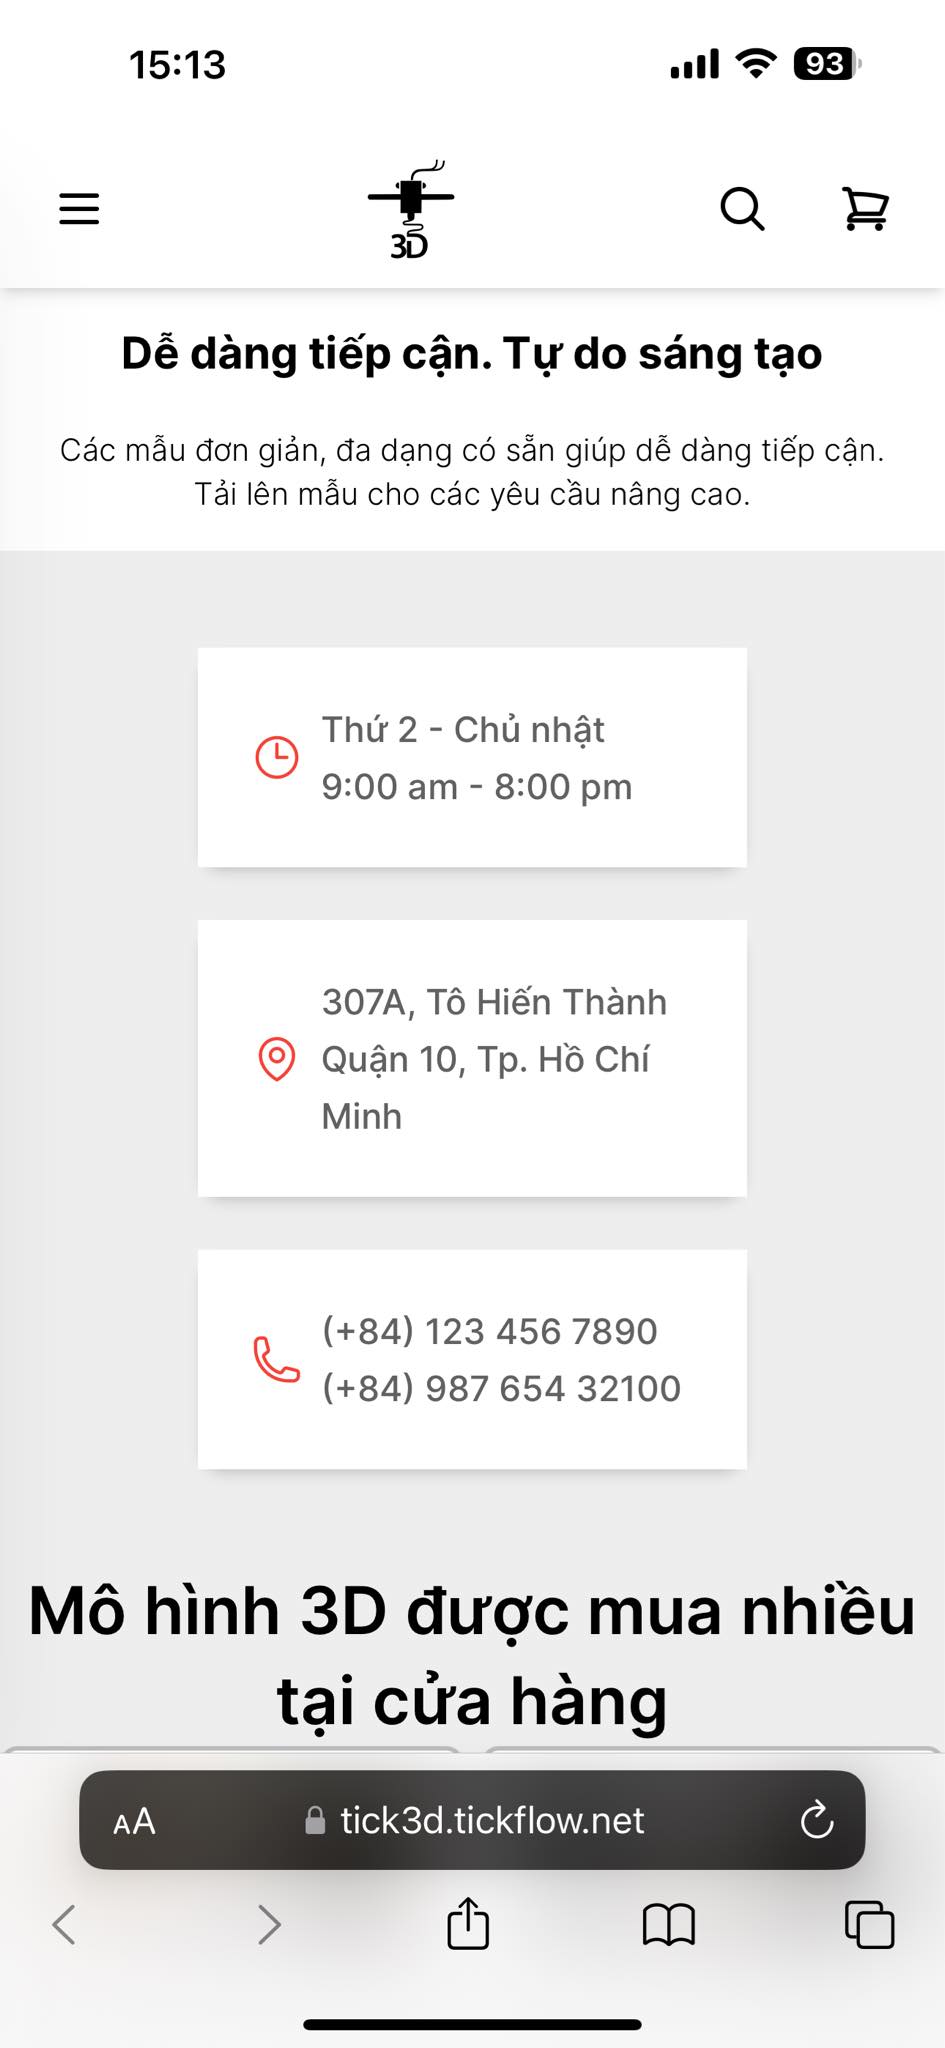 15:13
93
3D
Dễ dàng tiếp cận. Tự do sáng tạo
Các mẫu đơn giản, đa dạng có sẵn giúp dễ dàng tiếp cận.
Tải lên mẫu cho các yêu cầu nâng cao.
Thứ 2 - Chủ nhật
9:00 am - 8:00 pm
307A, Tô Hiến Thành
Quận 10, Tp. Hồ Chí
Minh
(+84) 123 456 7890
(+84) 987 654 32100
Mô hình 3D được mua nhiều
tại cửa hàng
AA
tick3d.tickflow.net